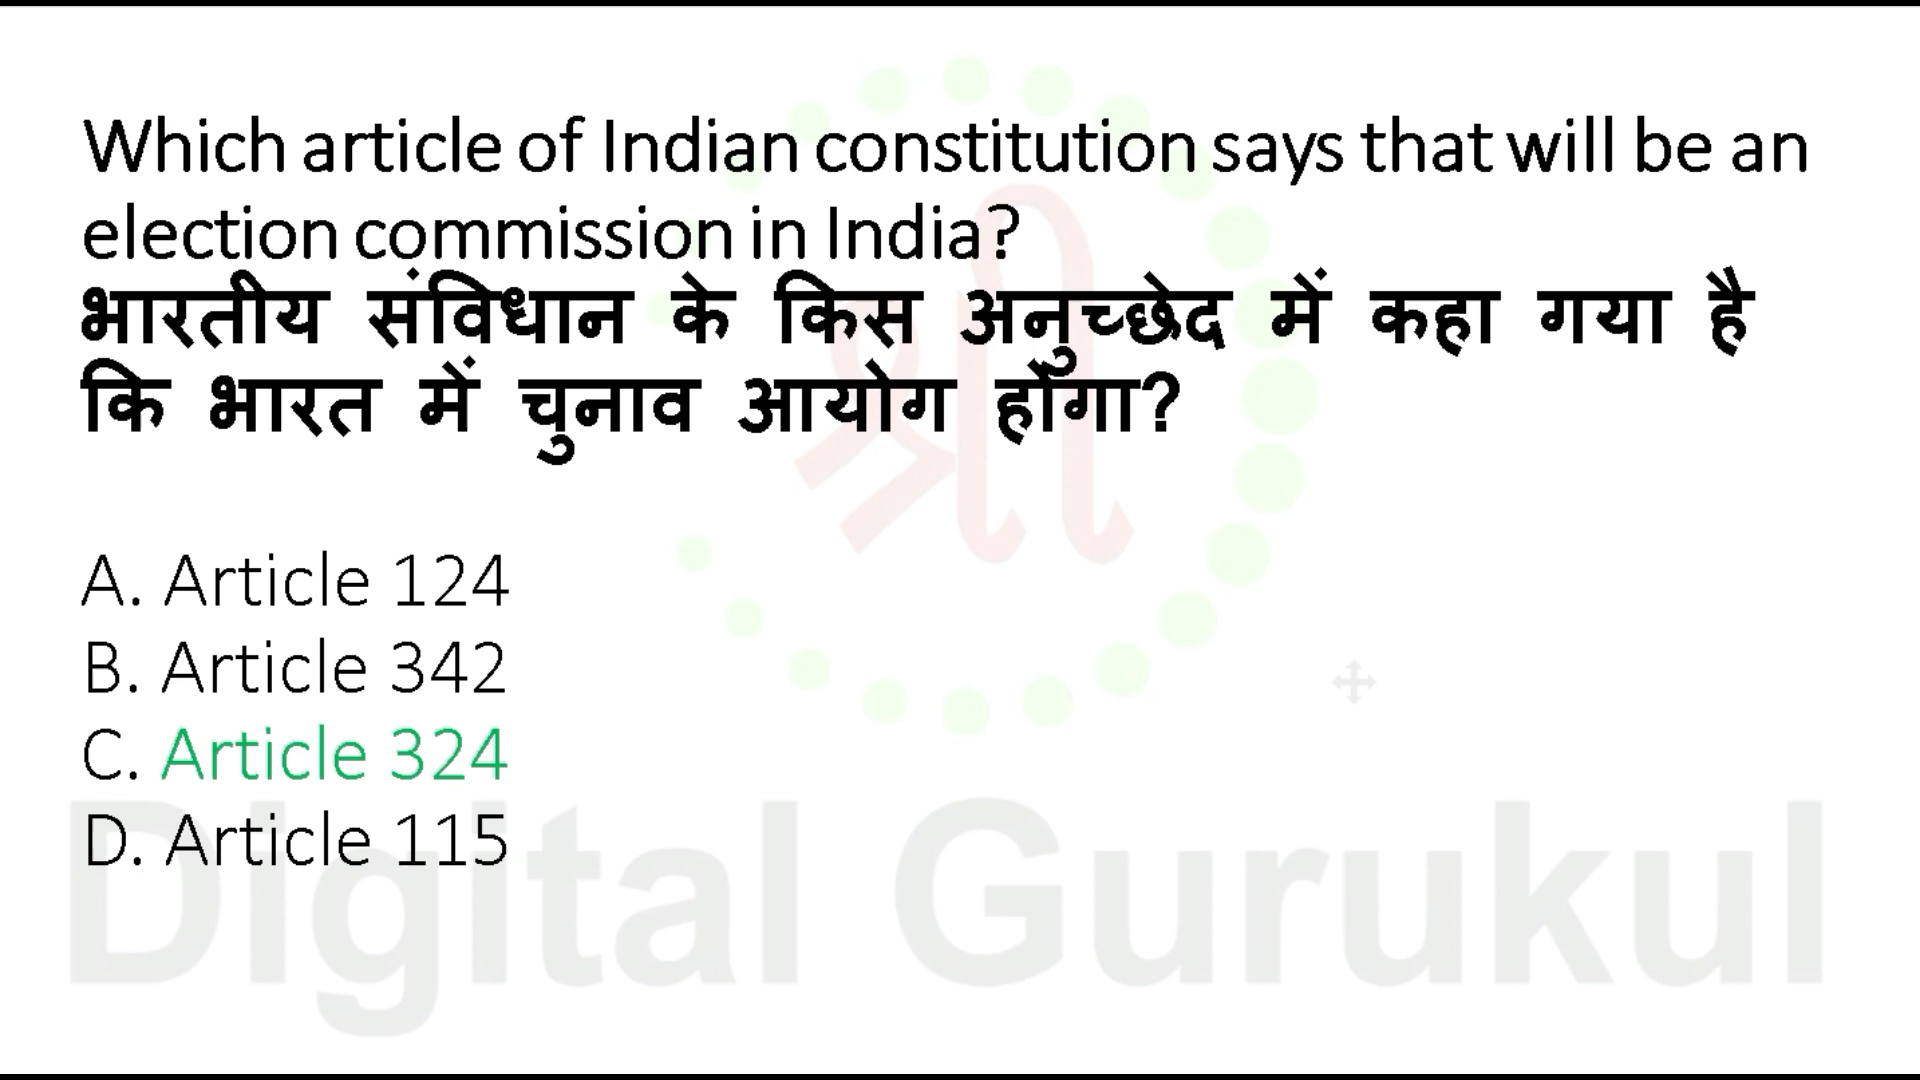 Which article of Indian constitution says that will be an
election commission in India?
भारतीय संविधान के किस अनुच्छेद में कहा गया है
कि भारत में चुनाव आयोग होगा?
श्री
A. Article 124
B. Article 342
C. Article 324
D. Article 115
Digital Gurukul